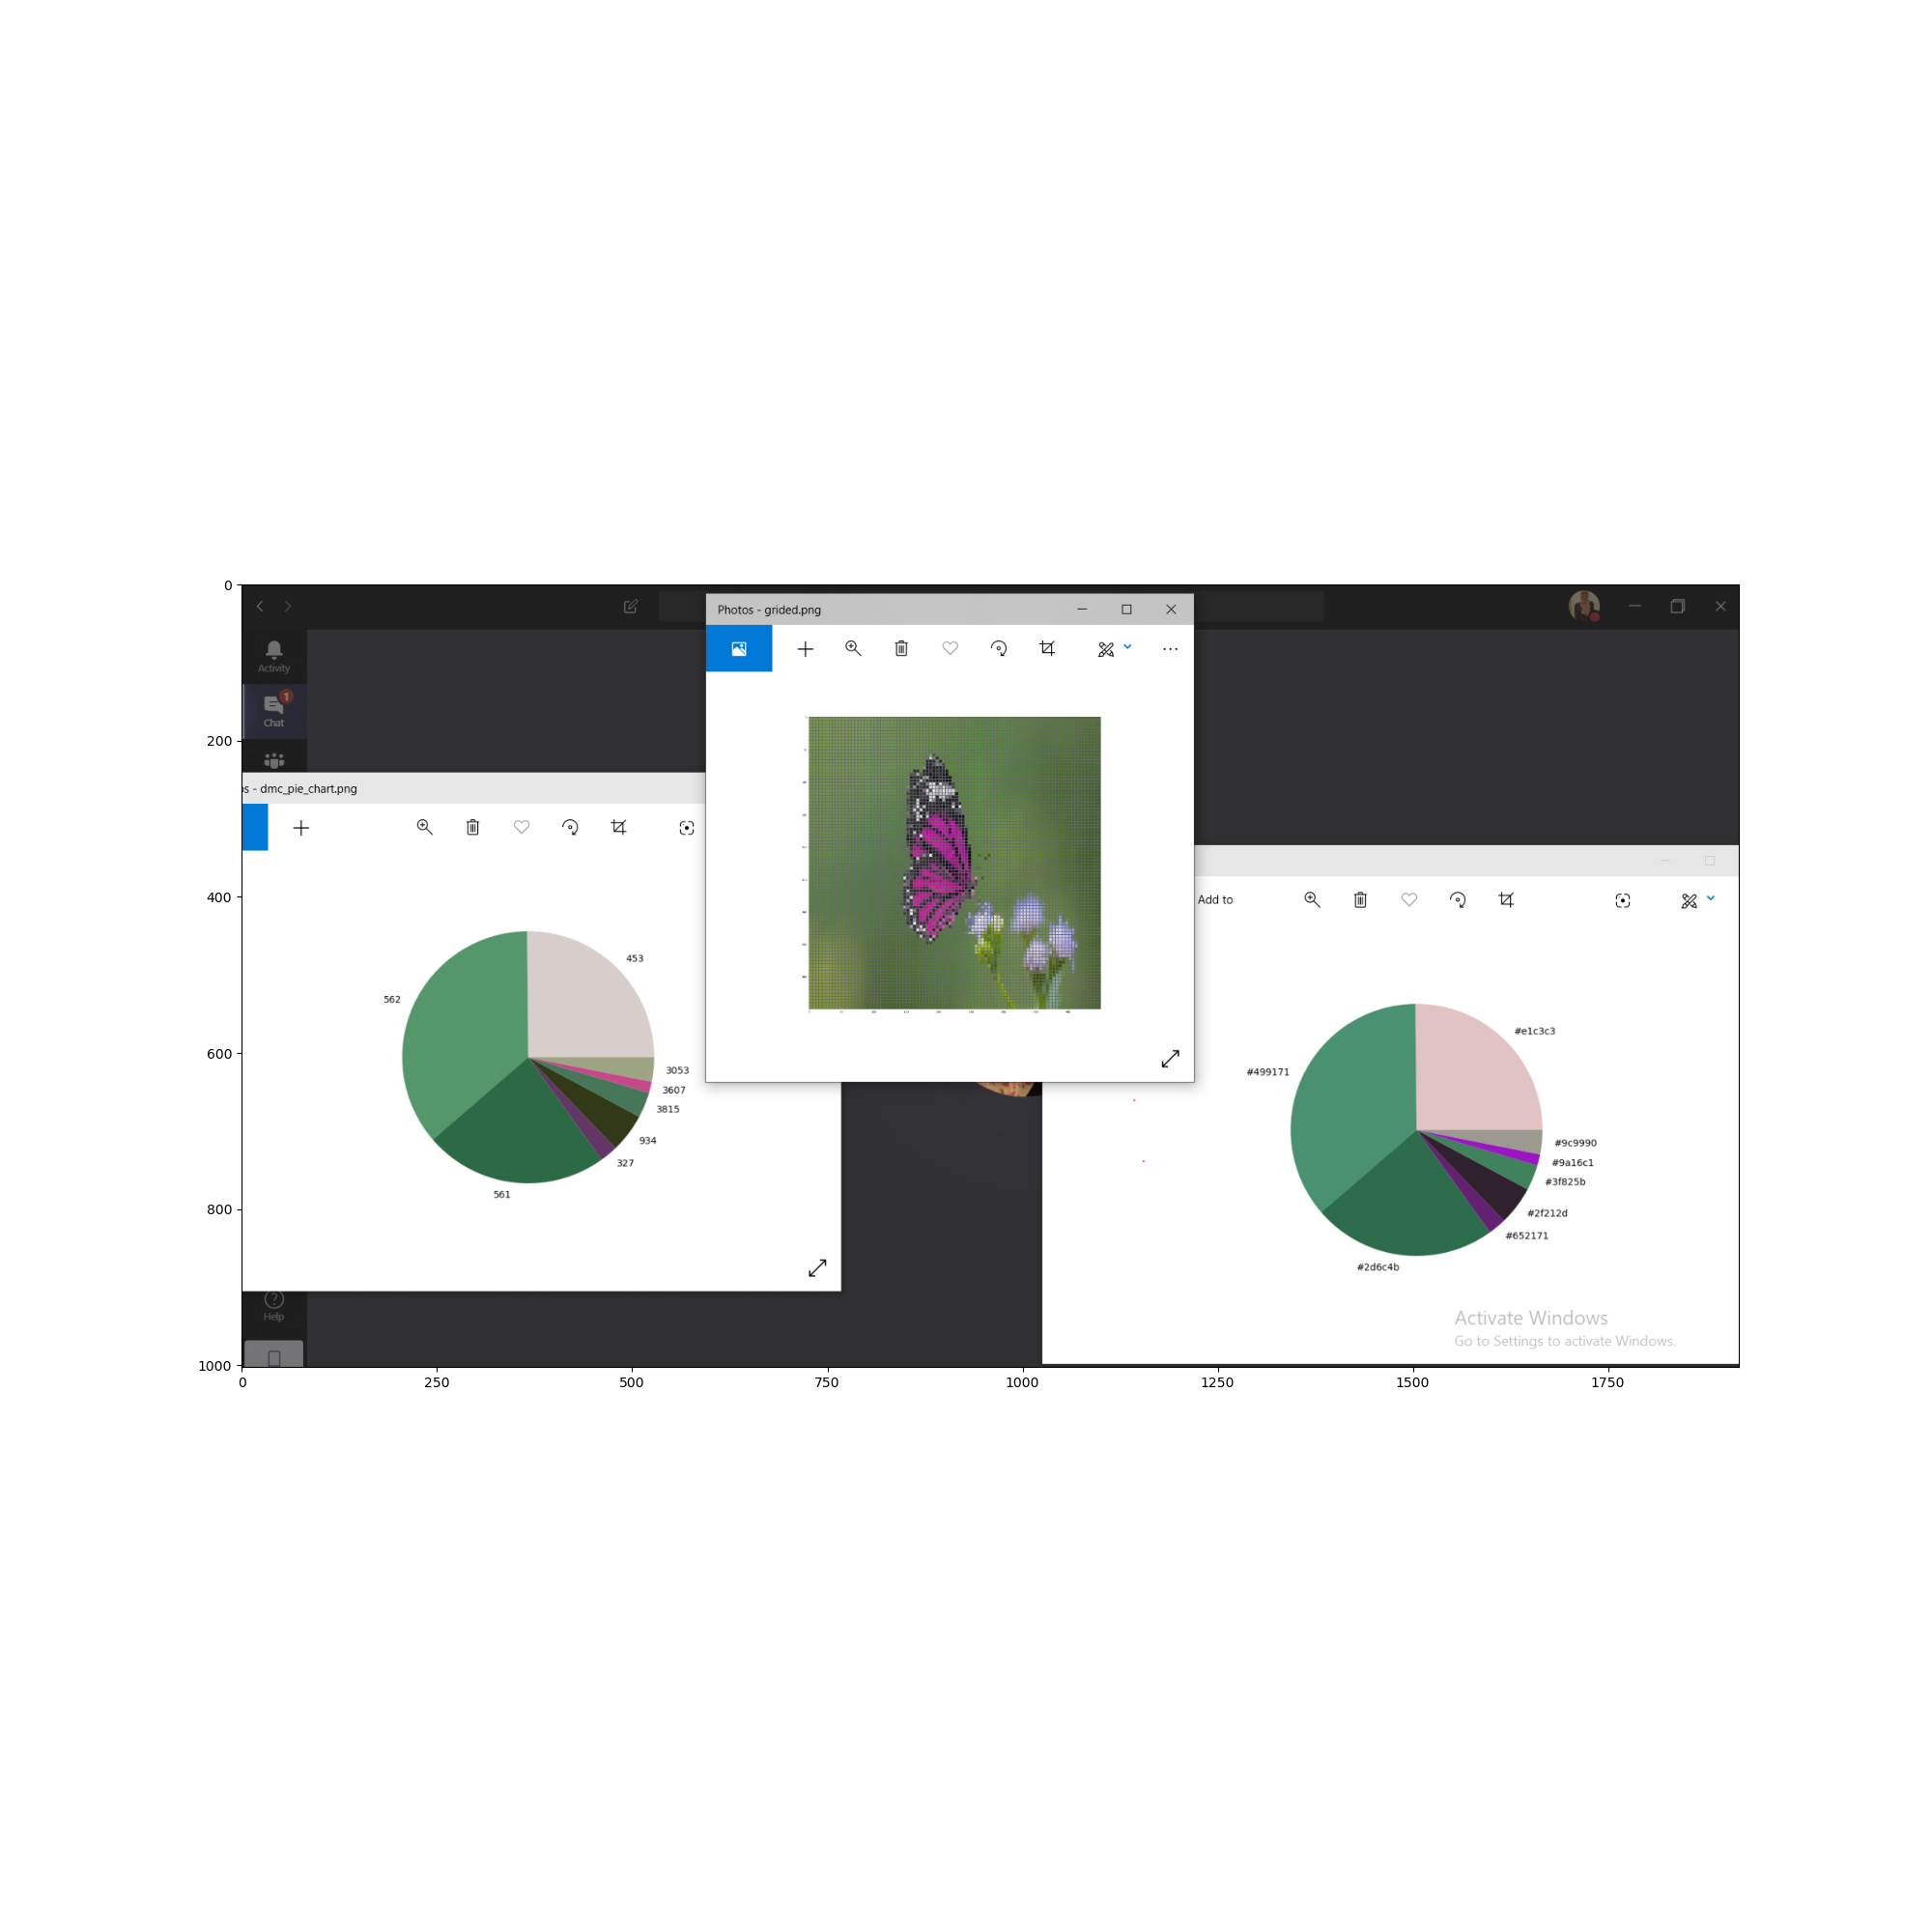 0
200
400
600
800
1000
0
250
500
750
1000
1250
1500
1750
Activity
1
Chat
Help
Photos - grided.png
os - dmc_pie_chart.png
453
562
3053
3607
3815
934
327
561
Add to
#e1c3c3
#499171
#9c9990
#9a16c1
#3f825b
#2f212d
#652171
#2d6c4b
Activate Windows
Go to Settings to activate Windows.